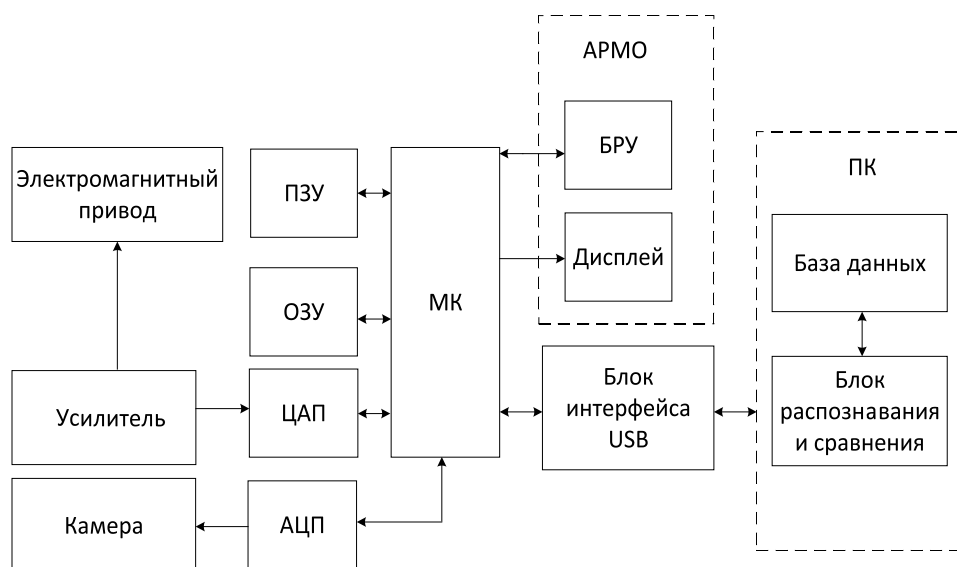 АРМО
БРУ
Дисплей
Электромагнитный
привод
ПЗУ
ОЗУ
МК
Усилитель
ЦАП
Камера
АЦП
Блок
интерфейса
USB
ПК
База данных
Блок
распознавания
и сравнения